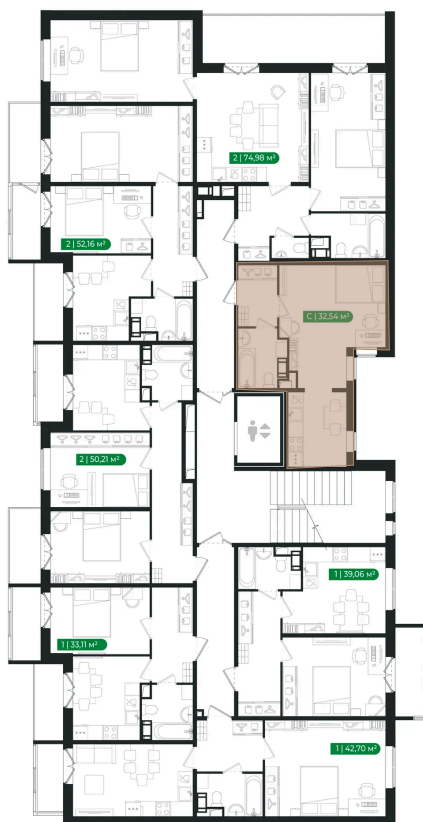 2 | 74,98 м²
2 | 52,16 м²
С | 32,54 м²
2 | 50,21 м²
1 | 39,06 м²
1 | 33,11 м²
1 | 42,70 м²